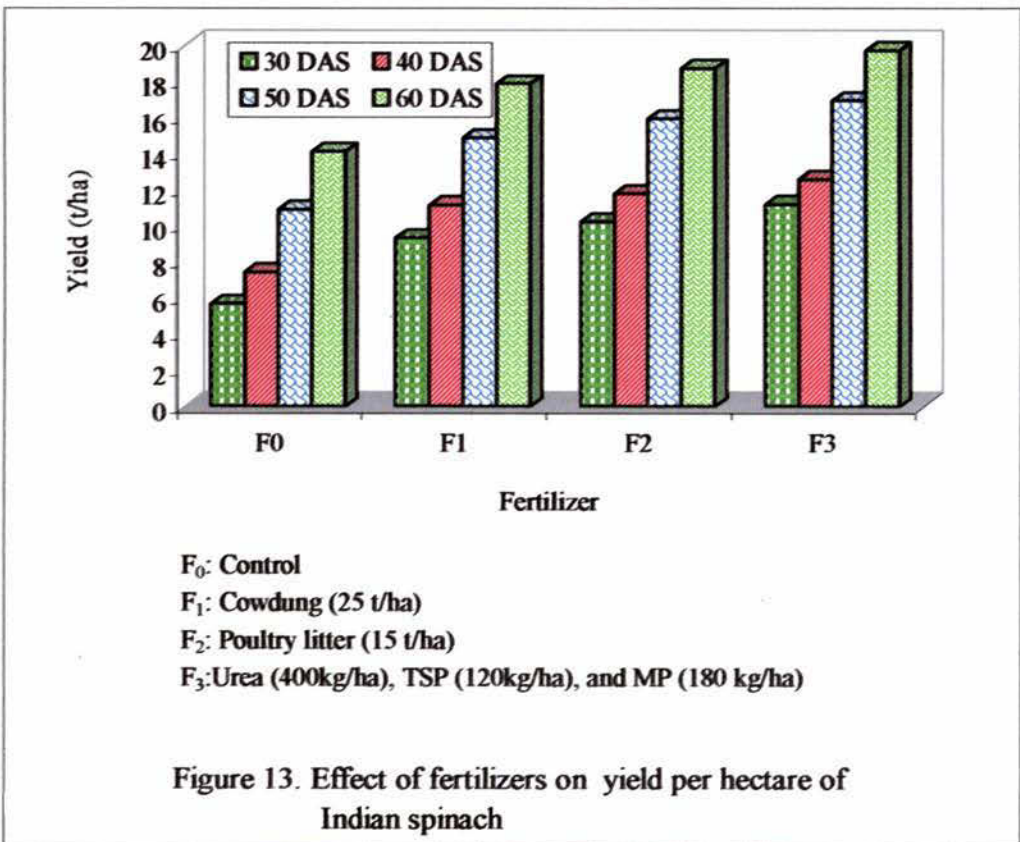 20
18
16
14
12
10
8
6
4
2
0
Yield (t/ha)
30 DAS 40 DAS
50 DAS 60 DAS
F0 F1 F2 F3
Fertilizer
F₀: Control
F₁: Cowdung (25 t/ha)
F₂: Poultry litter (15 t/ha)
F₃:Urea (400kg/ha), TSP (120kg/ha), and MP (180 kg/ha)
Figure 13. Effect of fertilizers on yield per hectare of
Indian spinach